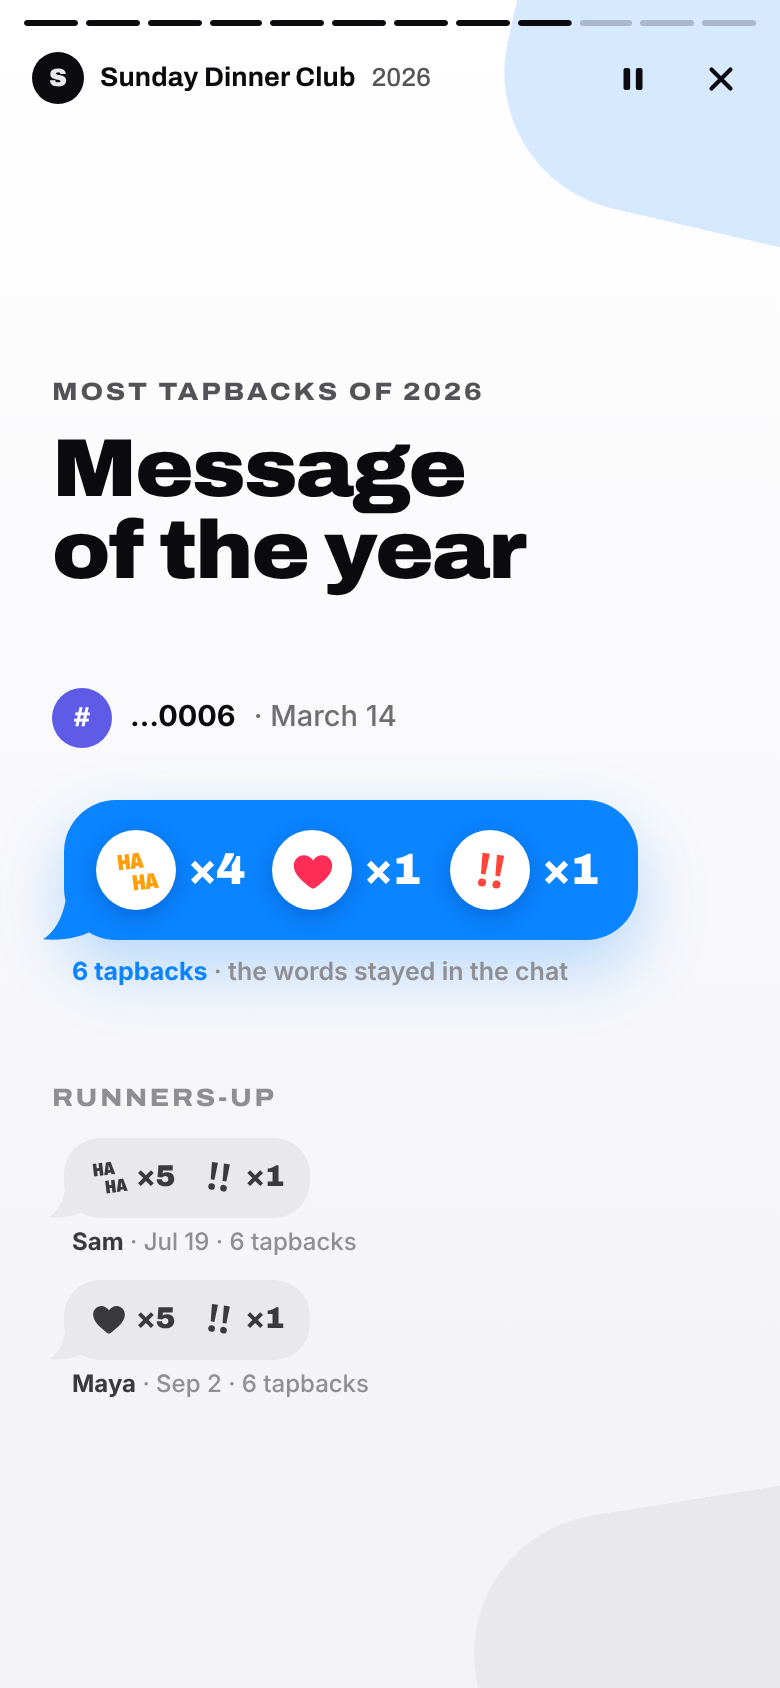 S Sunday Dinner Club 2026
MOST TAPBACKS OF 2026
Message
of the year
# ...0006 · March 14
HA HA ×4 ×1 !! ×1
6 tapbacks · the words stayed in the chat
RUNNERS-UP
HA HA ×5 !! ×1
Sam · Jul 19 · 6 tapbacks
×5 !! ×1
Maya · Sep 2 · 6 tapbacks